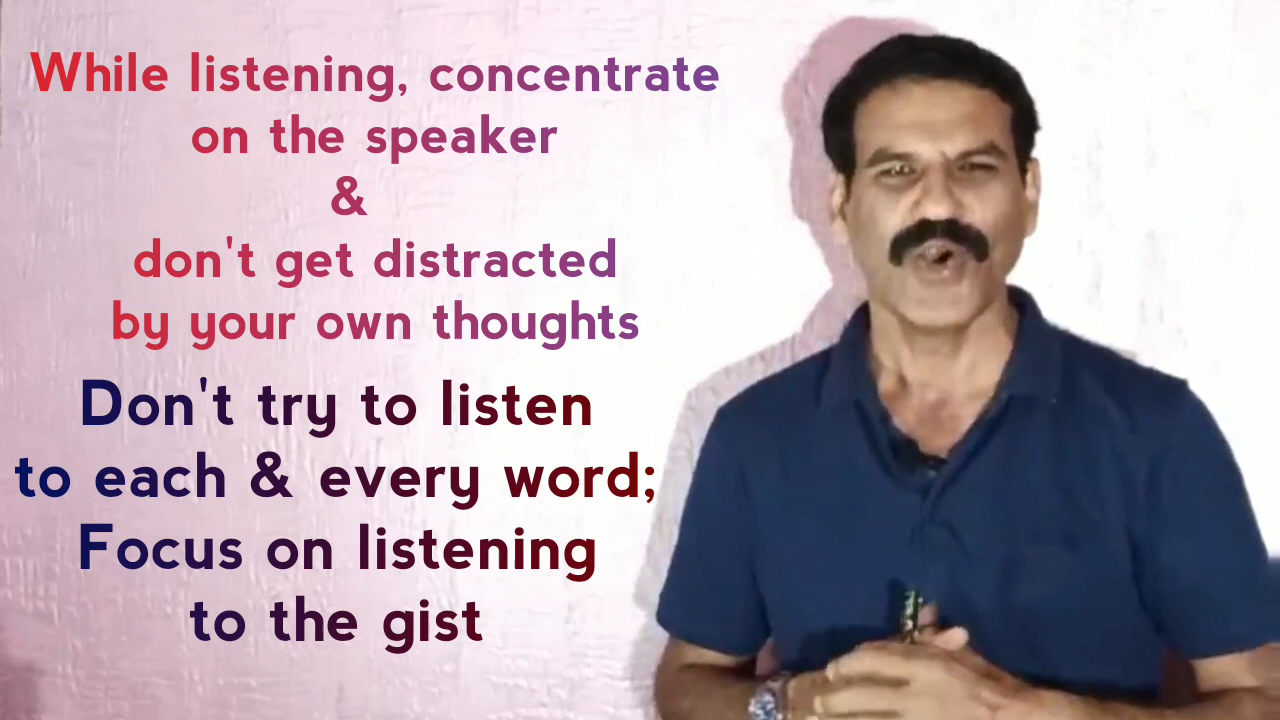 While listening, concentrate
on the speaker
&
don't get distracted
by your own thoughts
Don't try to listen
to each & every word;
Focus on listening
to the gist